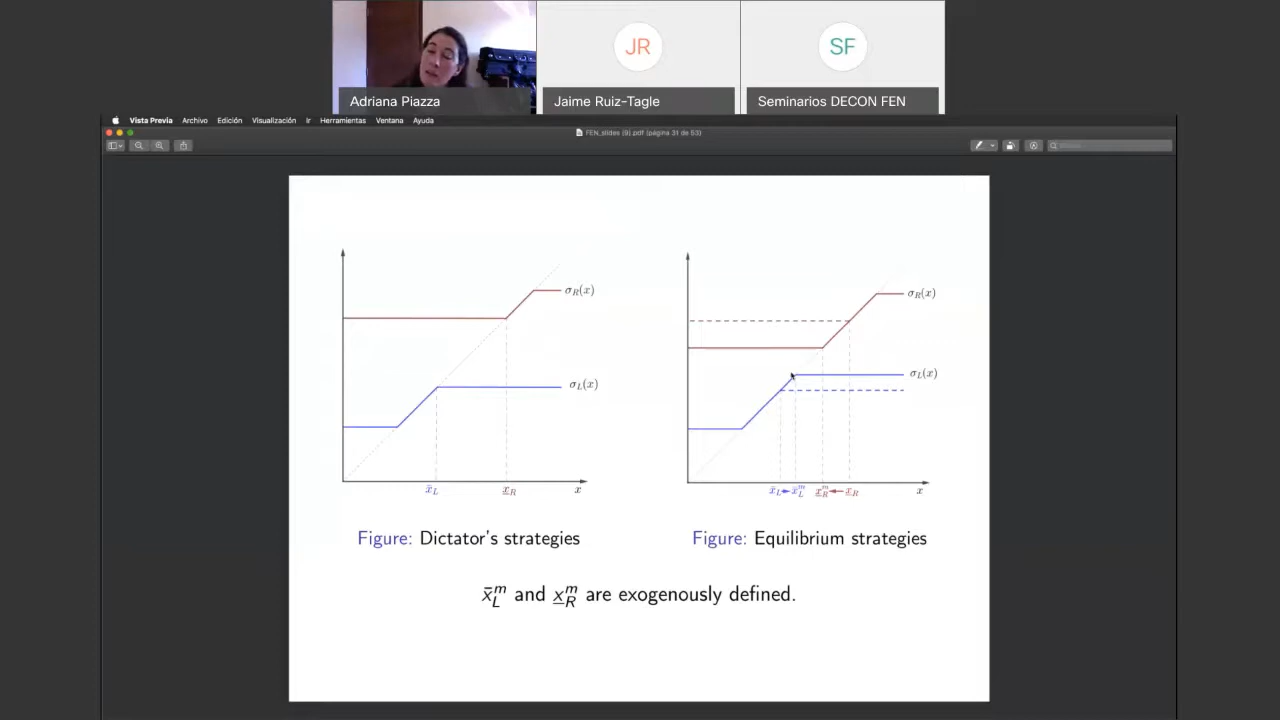 JR
SF
Adriana Piazza
Jaime Ruiz-Tagle
Seminarios DECON FEN
Vista Previa Archivo Edición Visualización Ir Herramientas Ventana Ayuda
FEN_slides (9).pdf (página 31 de 53)
σ_R(x)
σ_L(x)
x̄_L
x̲_R
x
σ_R(x)
σ_L(x)
x̄_L
x̄_L^m
x̲_R^m
x̲_R
x
Figure: Dictator's strategies
Figure: Equilibrium strategies
x̄_L^m and x̲_R^m are exogenously defined.